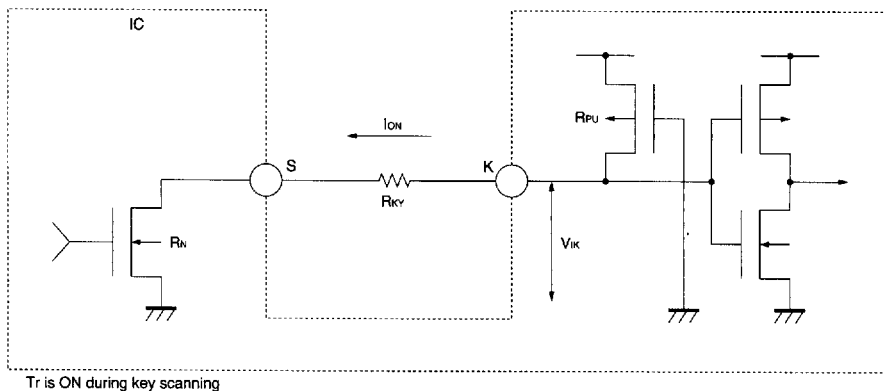 IC
ION
RPU
S
K
RKY
RN
VIK
Tr is ON during key scanning